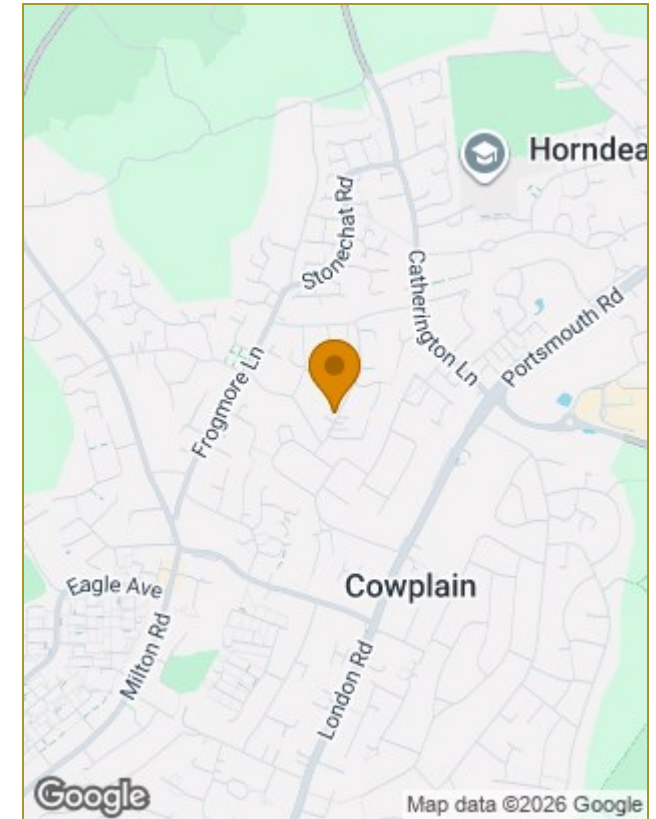 Horndea
Stonechat Rd
Catherington Ln
Portsmouth Rd
Frogmore Ln
Cowplain
Eagle Ave
Milton Rd
London Rd
Google
Map data ©2026 Google